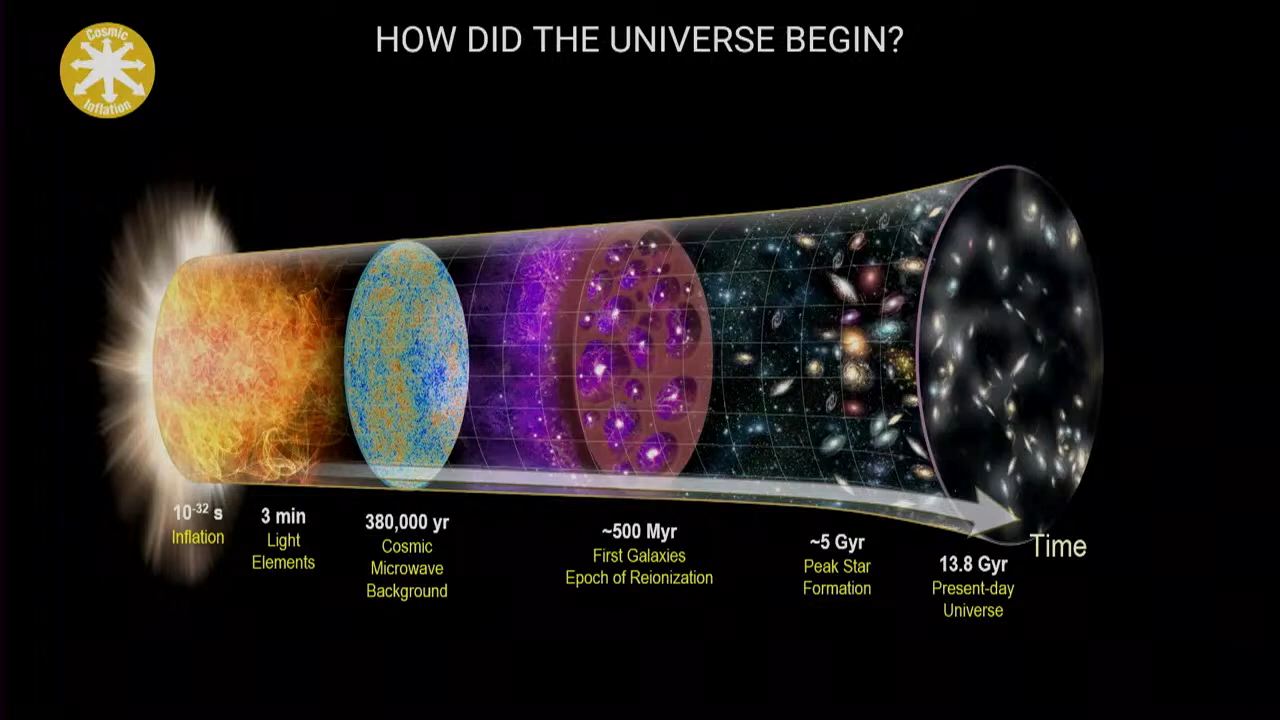 Cosmic
Inflation
HOW DID THE UNIVERSE BEGIN?
10⁻³² s
Inflation
3 min
Light
Elements
380,000 yr
Cosmic
Microwave
Background
~500 Myr
First Galaxies
Epoch of Reionization
~5 Gyr
Peak Star
Formation
13.8 Gyr
Present-day
Universe
Time